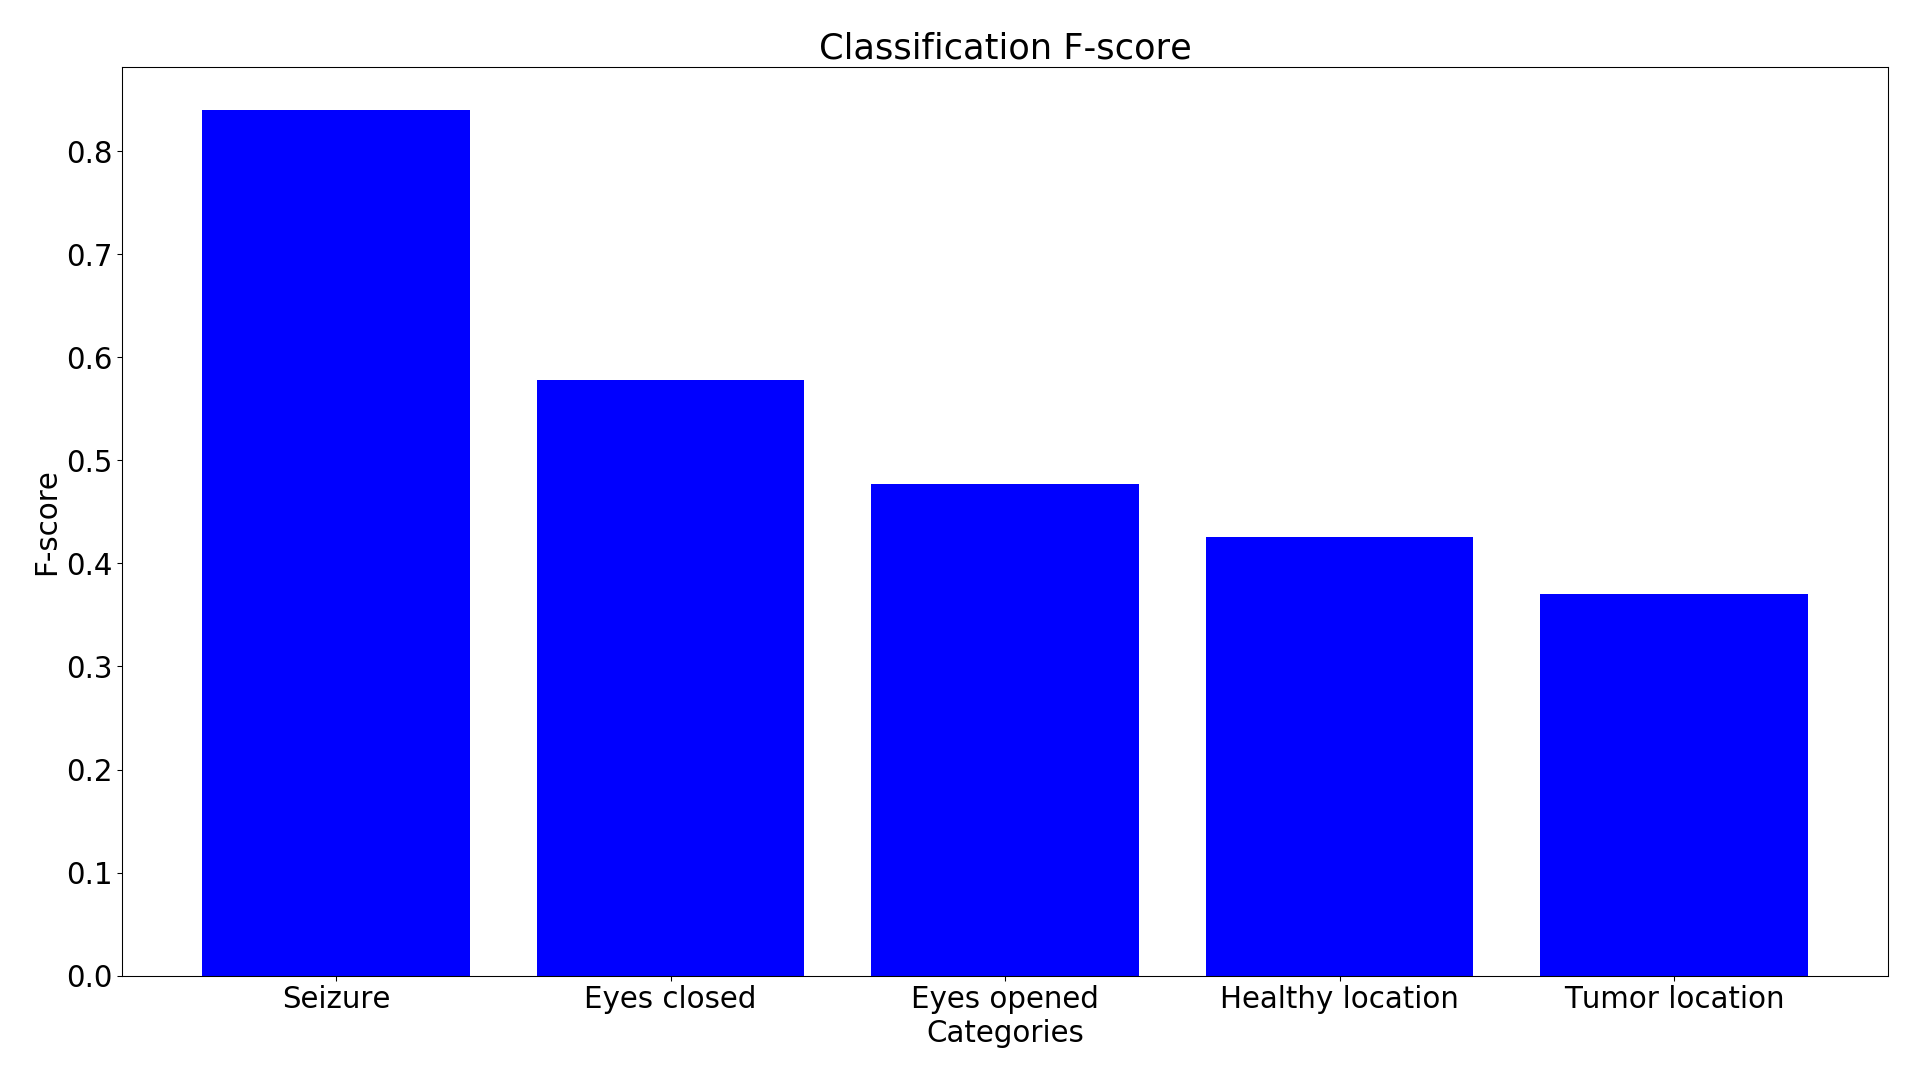 Classification F-score
0.8
0.7
0.6
0.5
0.4
0.3
0.2
0.1
0.0
F-score
Seizure Eyes closed Eyes opened Healthy location Tumor location
Categories